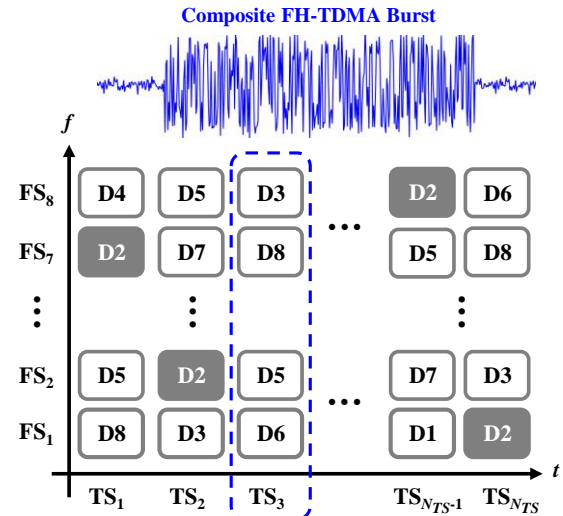 Composite FH-TDMA Burst
f
FS8 D4 D5 D3 D2 D6
FS7 D2 D7 D8 ... D5 D8
... ... ...
FS2 D5 D2 D5 D7 D3
FS1 D8 D3 D6 ... D1 D2
t
TS1 TS2 TS3 TSNTS-1 TSNTS